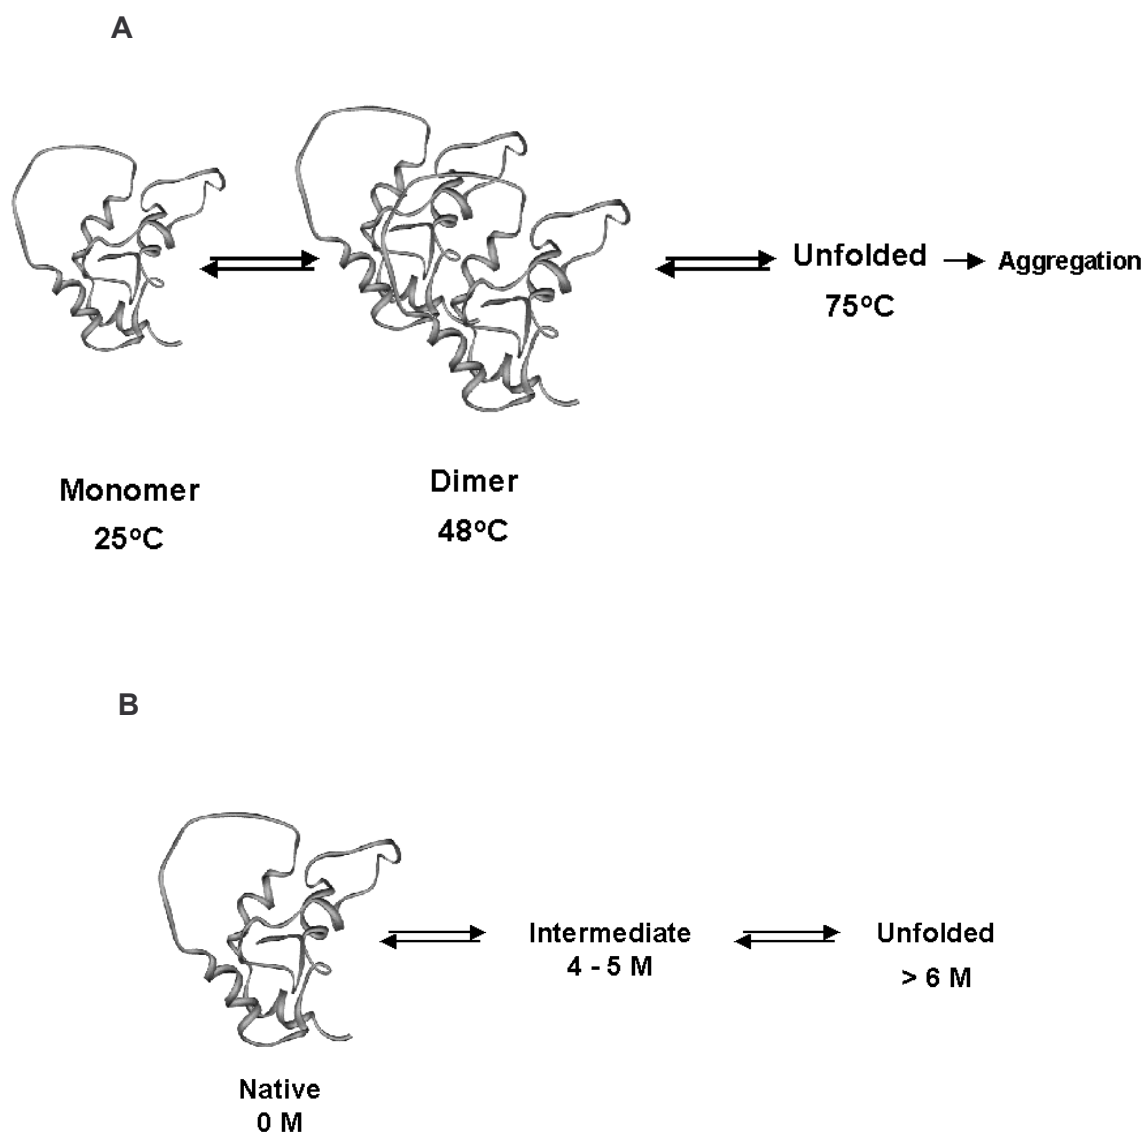 A
Unfolded
Aggregation
75°C
Monomer
25°C
Dimer
48°C
B
Intermediate
4 - 5 M
Unfolded
> 6 M
Native
0 M